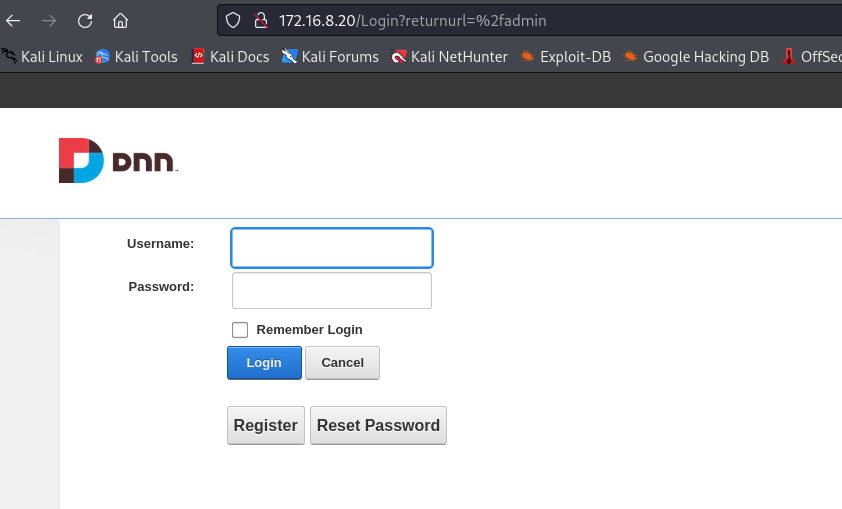 172.16.8.20/Login?returnurl=%2fadmin
Kali Linux Kali Tools Kali Docs Kali Forums Kali NetHunter Exploit-DB Google Hacking DB OffSec
DNN
Username:
Password:
Remember Login
Login Cancel
Register Reset Password